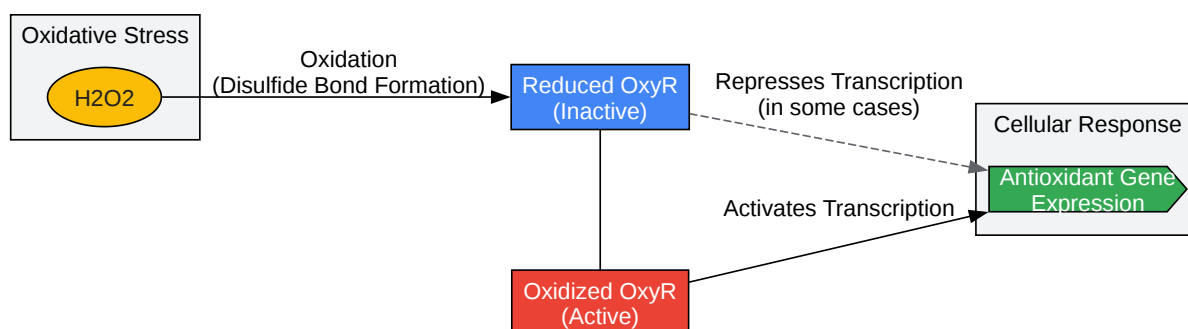 Oxidative Stress
H2O2
Oxidation
(Disulfide Bond Formation)
Reduced OxyR
(Inactive)
Represses Transcription
(in some cases)
Cellular Response
Antioxidant Gene
Expression
Activates Transcription
Oxidized OxyR
(Active)